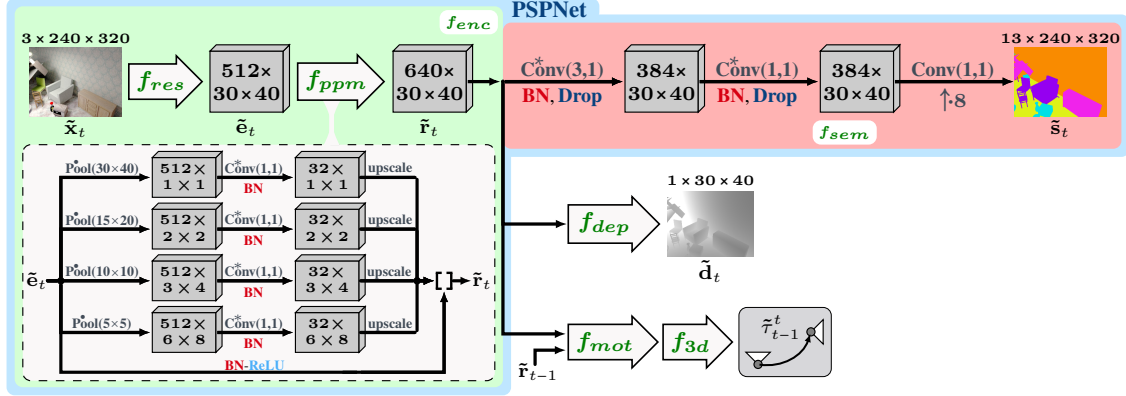 PSPNet
f_enc
3×240×320
x̃_t
f_res
512×
30×40
ẽ_t
f_ppm
640×
30×40
r̃_t
Conv*(3,1)
BN, Drop
384×
30×40
Conv*(1,1)
BN, Drop
384×
30×40
f_sem
Conv(1,1)
↑·8
13×240×320
s̃_t
Pool•(30×40)
512×
1×1
Conv*(1,1)
BN
32×
1×1
upscale
Pool•(15×20)
512×
2×2
Conv*(1,1)
BN
32×
2×2
upscale
ẽ_t
Pool•(10×10)
512×
3×4
Conv*(1,1)
BN
32×
3×4
upscale
[ ]
r̃_t
Pool•(5×5)
512×
6×8
Conv*(1,1)
BN
32×
6×8
upscale
BN-ReLU
f_dep
1×30×40
d̃_t
r̃_{t−1}
f_mot
f_3d
τ̃^t_{t−1}